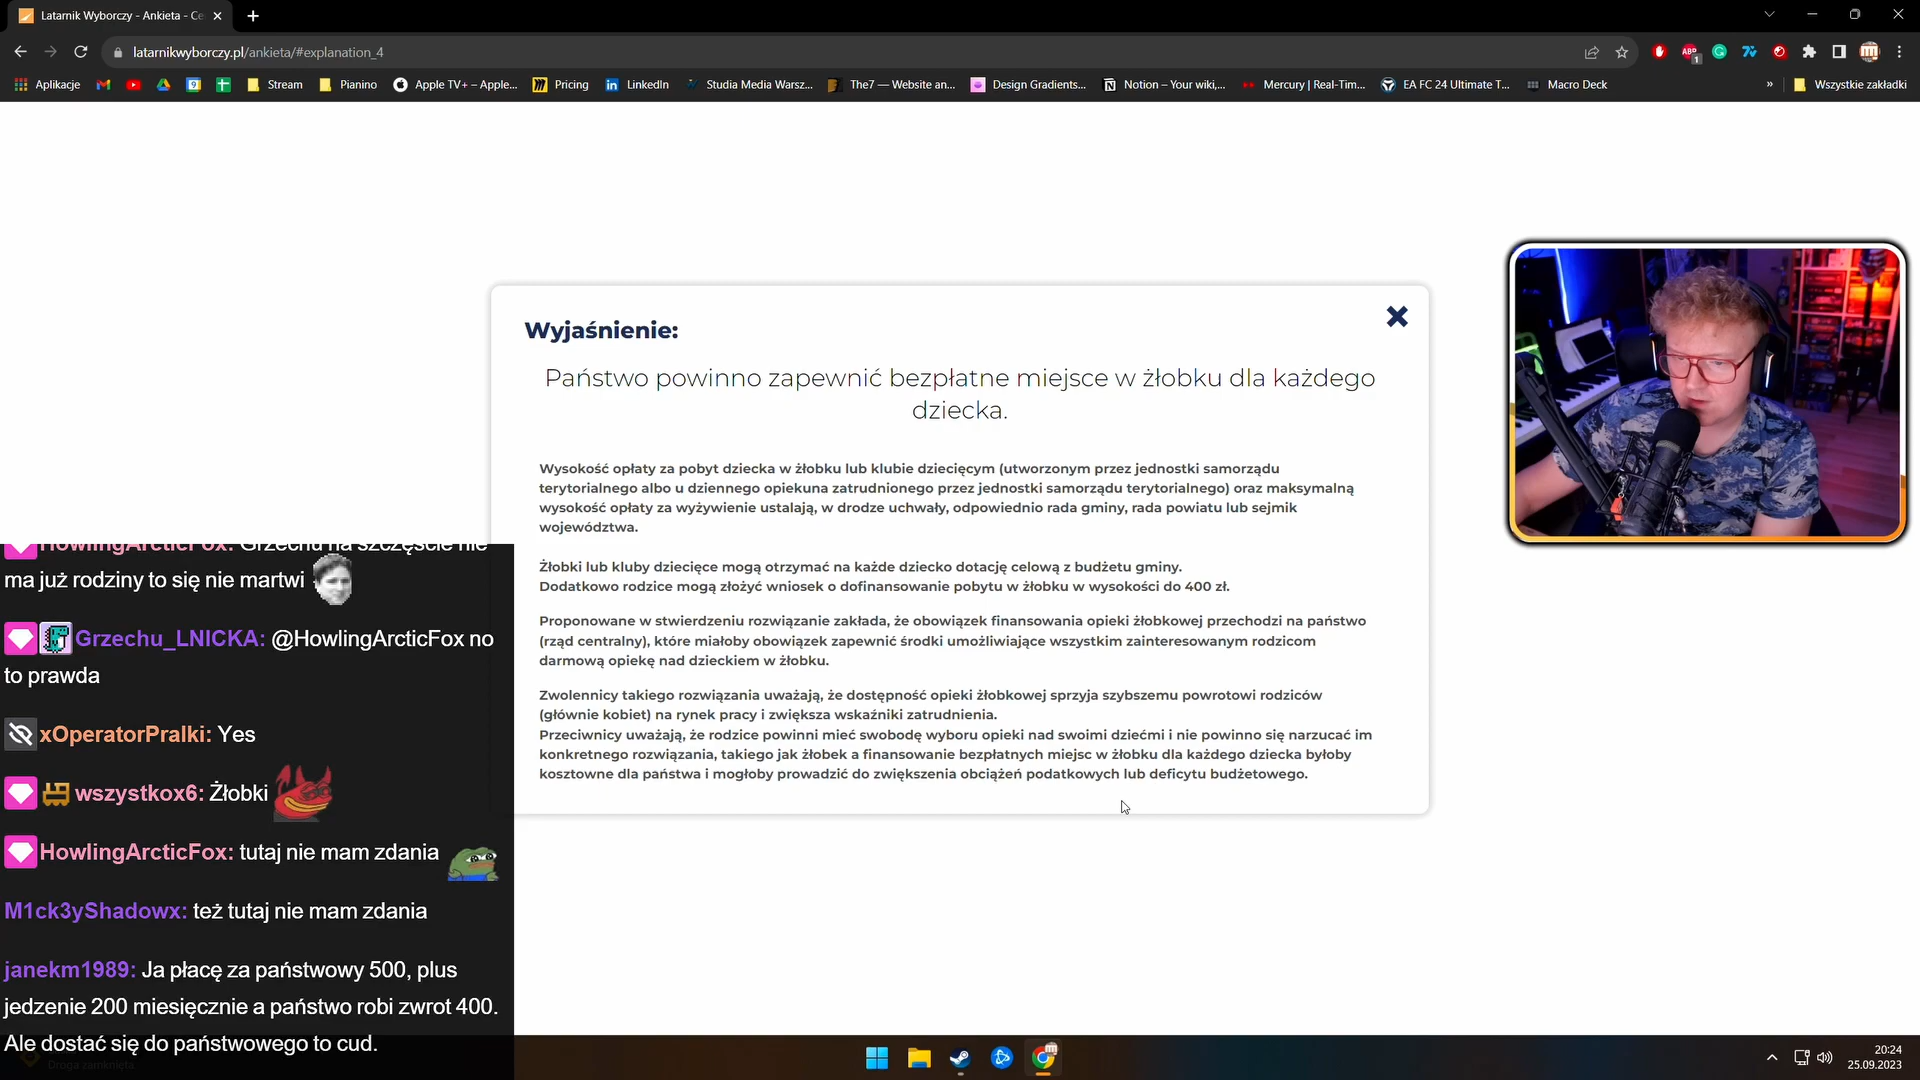 Latarnik Wyborczy - Ankieta - Ce
latarnikwyborczy.pl/ankieta/#explanation_4
Aplikacje
Stream
Pianino
Apple TV+ – Apple...
Pricing
LinkedIn
Studia Media Warsz...
The7 — Website an...
Design Gradients...
Notion – Your wiki,...
Mercury | Real-Tim...
EA FC 24 Ultimate T...
Macro Deck
»
Wszystkie zakładki
Wyjaśnienie:
Państwo powinno zapewnić bezpłatne miejsce w żłobku dla każdego
dziecka.
Wysokość opłaty za pobyt dziecka w żłobku lub klubie dziecięcym (utworzonym przez jednostki samorządu
terytorialnego albo u dziennego opiekuna zatrudnionego przez jednostki samorządu terytorialnego) oraz maksymalną
wysokość opłaty za wyżywienie ustalają, w drodze uchwały, odpowiednio rada gminy, rada powiatu lub sejmik
województwa.
Żłobki lub kluby dziecięce mogą otrzymać na każde dziecko dotację celową z budżetu gminy.
Dodatkowo rodzice mogą złożyć wniosek o dofinansowanie pobytu w żłobku w wysokości do 400 zł.
Proponowane w stwierdzeniu rozwiązanie zakłada, że obowiązek finansowania opieki żłobkowej przechodzi na państwo
(rząd centralny), które miałoby obowiązek zapewnić środki umożliwiające wszystkim zainteresowanym rodzicom
darmową opiekę nad dzieckiem w żłobku.
Zwolennicy takiego rozwiązania uważają, że dostępność opieki żłobkowej sprzyja szybszemu powrotowi rodziców
(głównie kobiet) na rynek pracy i zwiększa wskaźniki zatrudnienia.
Przeciwnicy uważają, że rodzice powinni mieć swobodę wyboru opieki nad swoimi dziećmi i nie powinno się narzucać im
konkretnego rozwiązania, takiego jak żłobek a finansowanie bezpłatnych miejsc w żłobku dla każdego dziecka byłoby
kosztowne dla państwa i mogłoby prowadzić do zwiększenia obciążeń podatkowych lub deficytu budżetowego.
HowlingArcticFox: Grzechu na szczęście nie
ma już rodziny to się nie martwi
Grzechu_LNICKA: @HowlingArcticFox no
to prawda
xOperatorPralki: Yes
wszystkox6: Żłobki
HowlingArcticFox: tutaj nie mam zdania
M1ck3yShadowx: też tutaj nie mam zdania
janekm1989: Ja płacę za państwowy 500, plus
jedzenie 200 miesięcznie a państwo robi zwrot 400.
Ale dostać się do państwowego to cud.
Droga zamknięta
20:24
25.09.2023